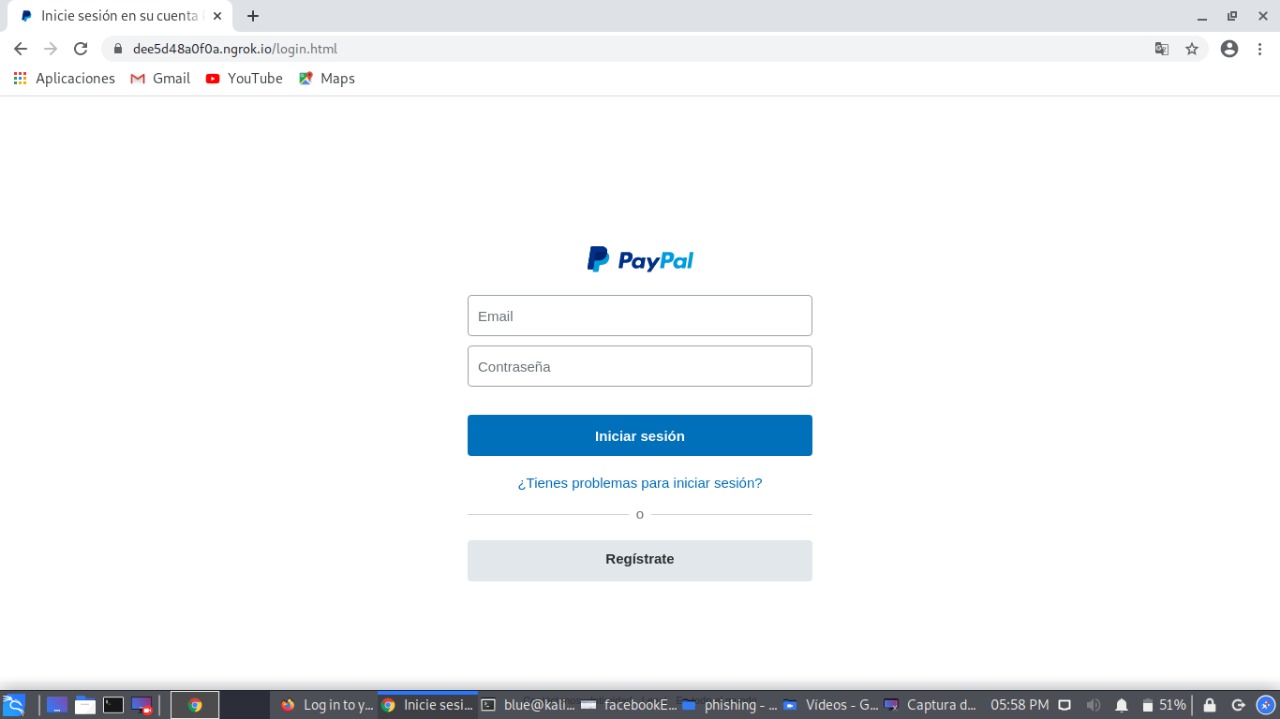 Inicie sesión en su cuenta
dee5d48a0f0a.ngrok.io/login.html
Aplicaciones Gmail YouTube Maps
PayPal
Email
Contraseña
Iniciar sesión
¿Tienes problemas para iniciar sesión?
o
Regístrate
Log in to y... Inicie sesi... blue@kali... facebookE... phishing - ... Vídeos - G... Captura d... 05:58 PM 51%